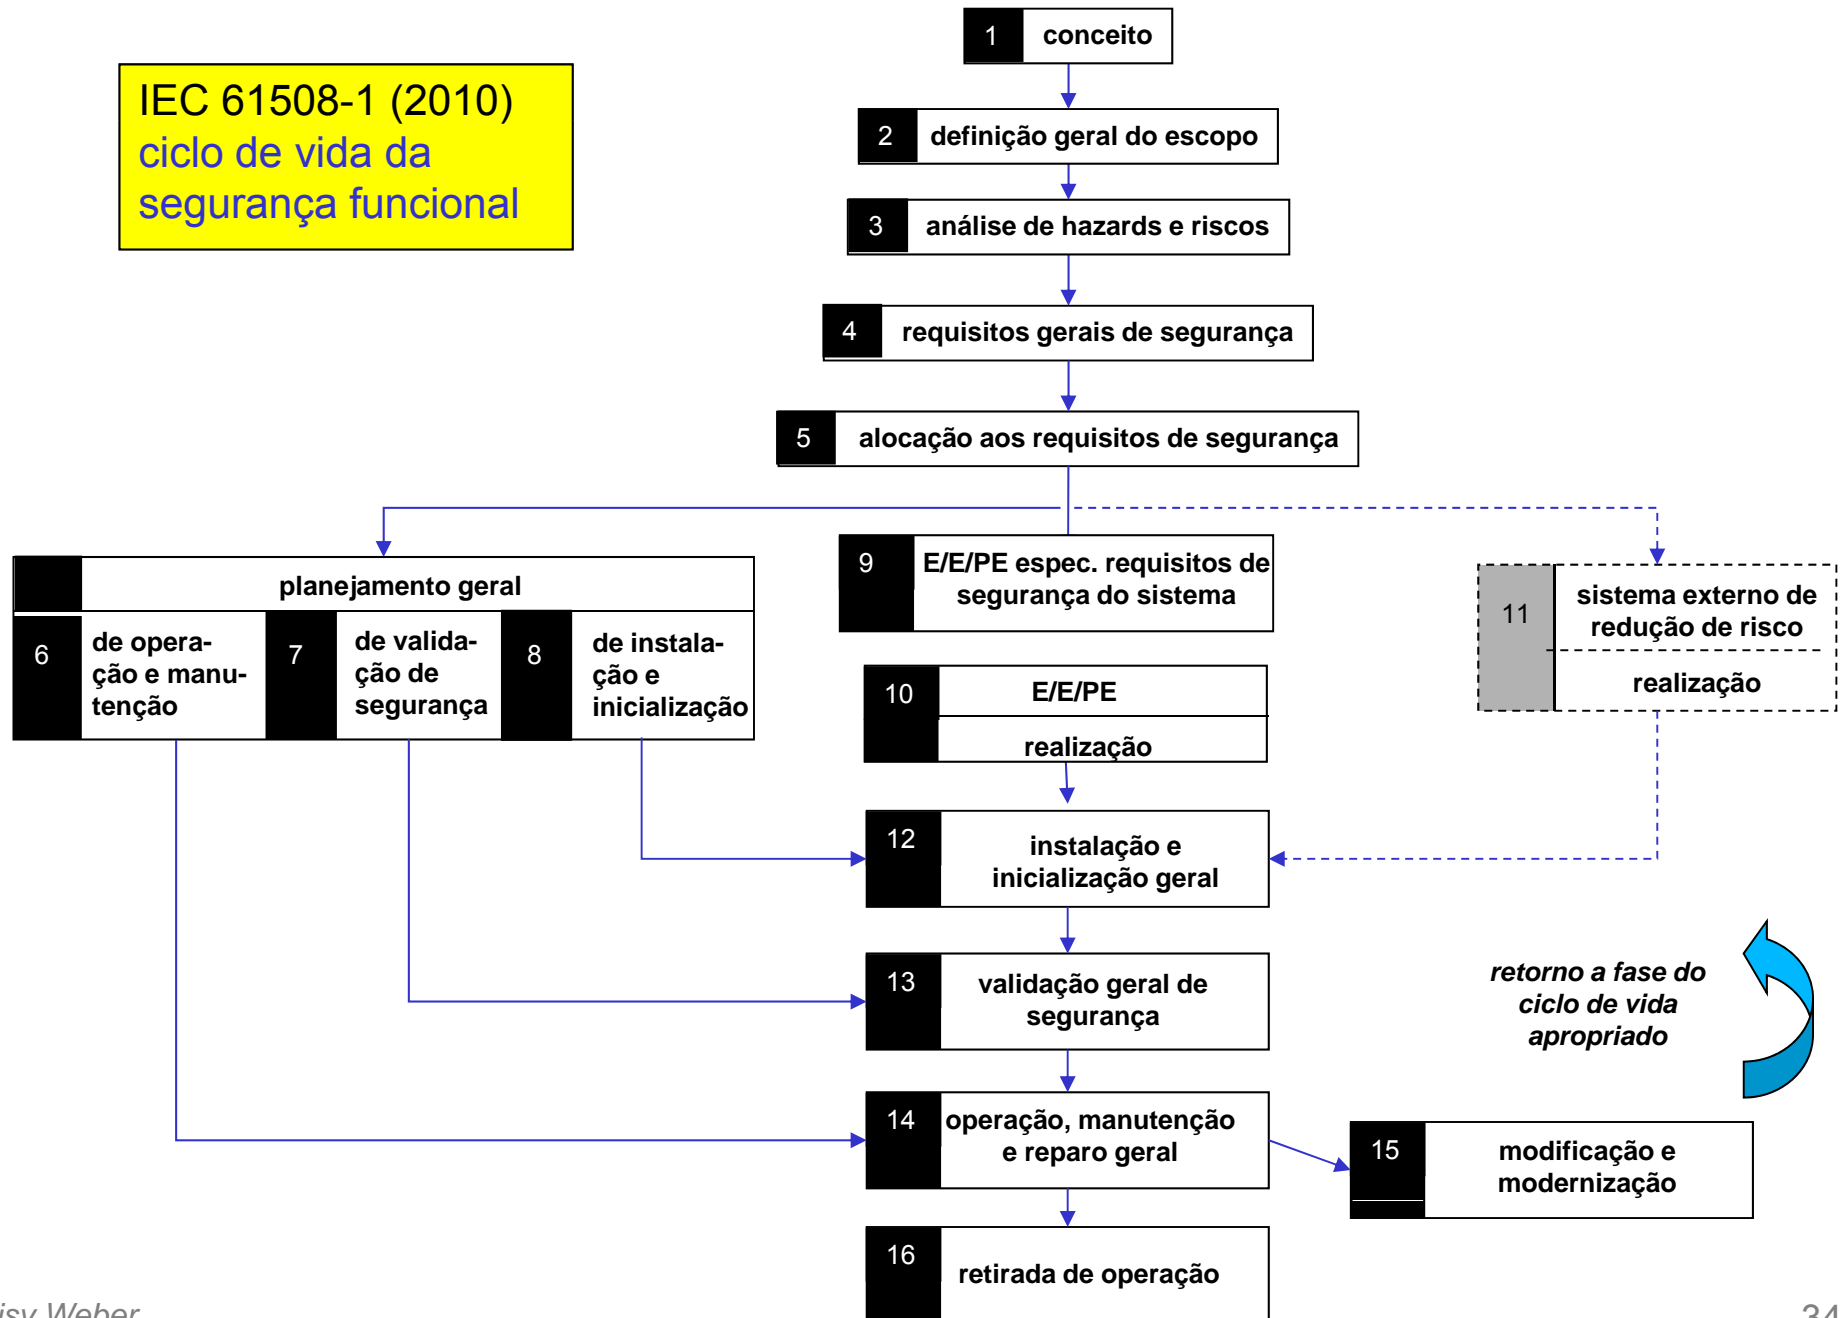 IEC 61508-1 (2010)
ciclo de vida da
segurança funcional
1 conceito
2 definição geral do escopo
3 análise de hazards e riscos
4 requisitos gerais de segurança
5 alocação aos requisitos de segurança
planejamento geral
6 de opera-
ção e manu-
tenção
7 de valida-
ção de
segurança
8 de instala-
ção e
inicialização
9 E/E/PE espec. requisitos de
segurança do sistema
10 E/E/PE
realização
11 sistema externo de
redução de risco
realização
12 instalação e
inicialização geral
13 validação geral de
segurança
retorno a fase do
ciclo de vida
apropriado
14 operação, manutenção
e reparo geral
15 modificação e
modernização
16 retirada de operação
Weber
34